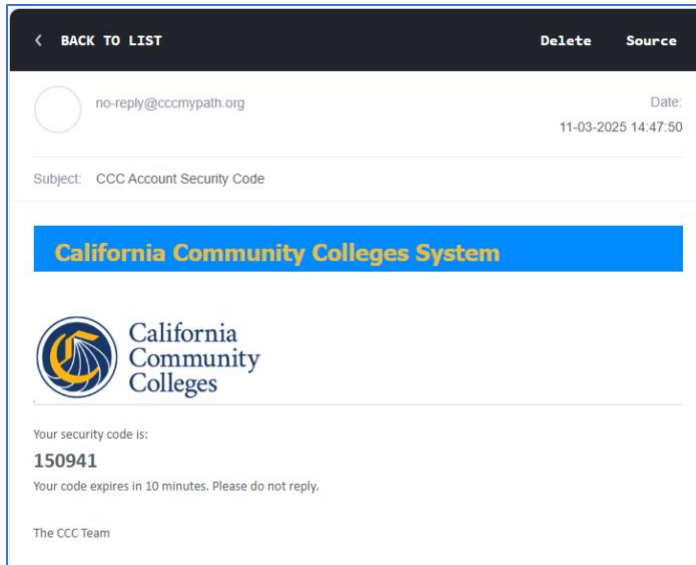 BACK TO LIST Delete Source
no-reply@cccmypath.org Date:
11-03-2025 14:47:50
Subject: CCC Account Security Code
California Community Colleges System
California
Community
Colleges
Your security code is:
150941
Your code expires in 10 minutes. Please do not reply.
The CCC Team